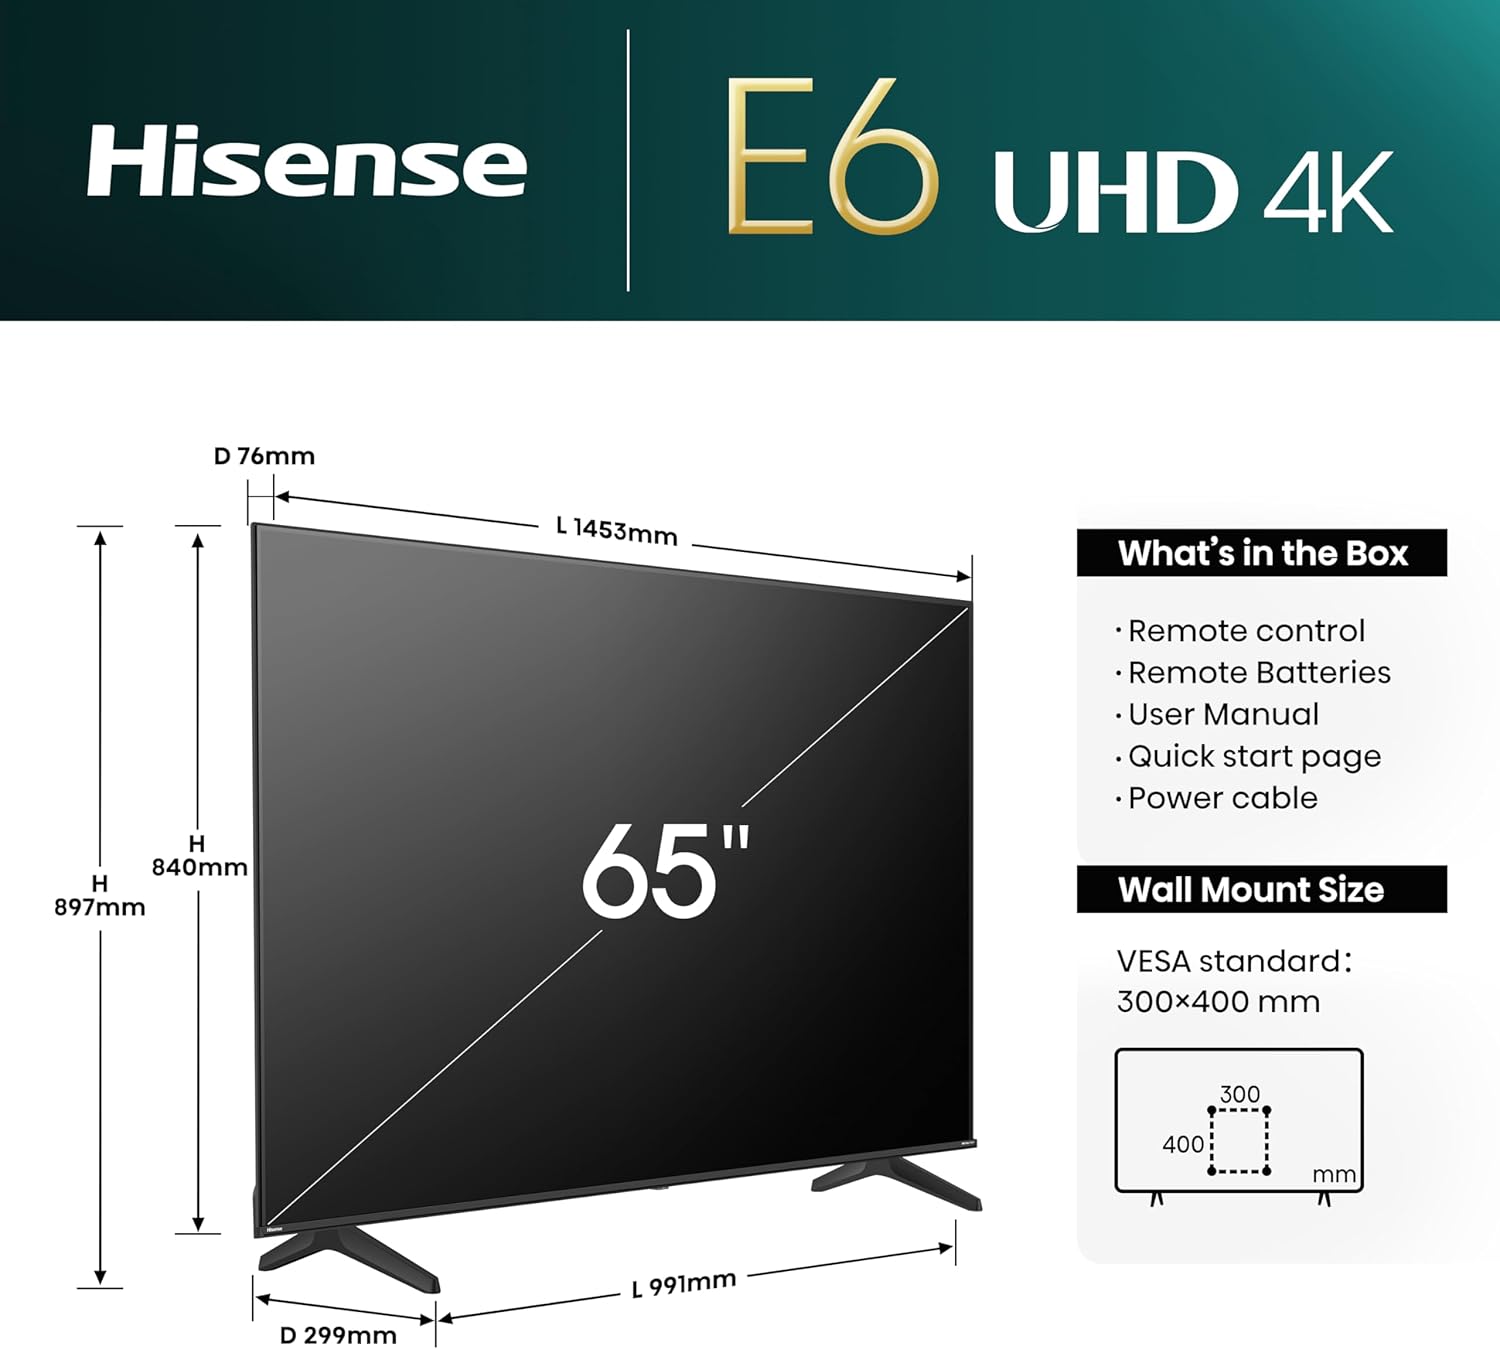 Hisense
E6 UHD 4K
D 76mm
L 1453mm
H
840mm
H
897mm
65"
Hisense
L 991mm
D 299mm
What's in the Box
· Remote control
· Remote Batteries
· User Manual
· Quick start page
· Power cable
Wall Mount Size
VESA standard:
300×400 mm
300
400
mm